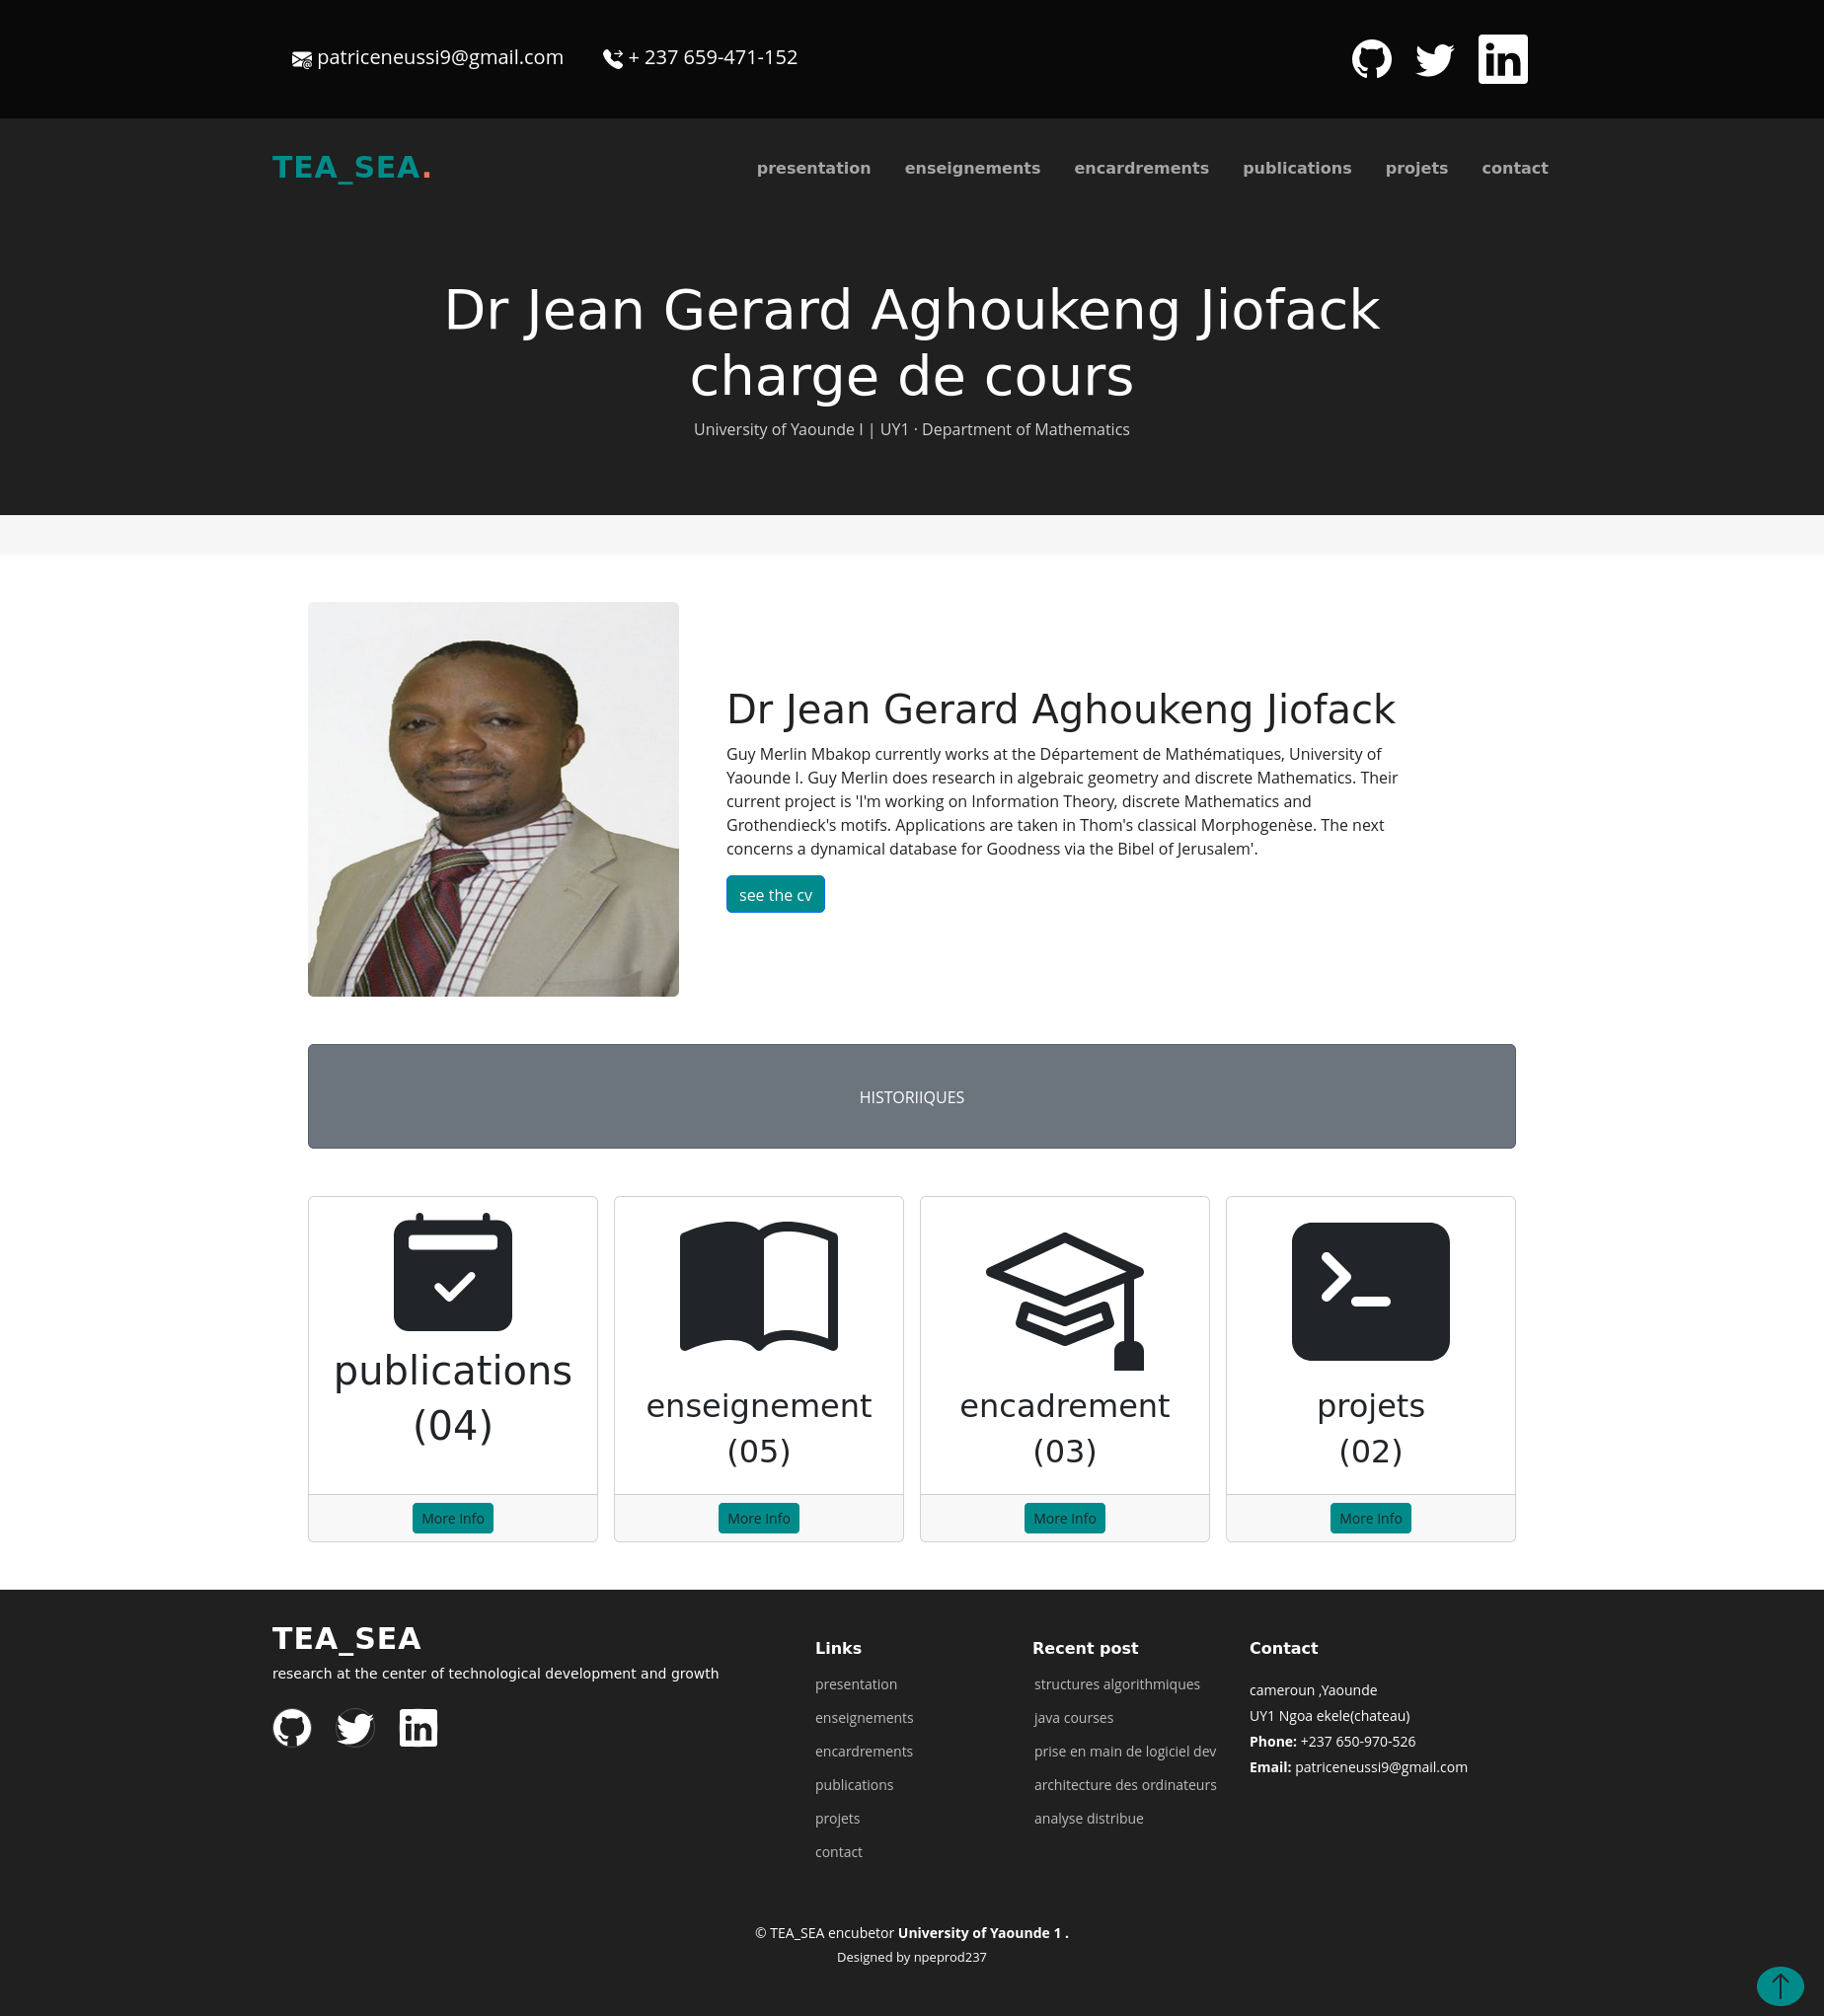 patriceneussi9@gmail.com + 237 659-471-152
TEA_SEA. presentation enseignements encardrements publications projets contact
Dr Jean Gerard Aghoukeng Jiofack
charge de cours
University of Yaounde I | UY1 · Department of Mathematics
Dr Jean Gerard Aghoukeng Jiofack
Guy Merlin Mbakop currently works at the Département de Mathématiques, University of
Yaounde I. Guy Merlin does research in algebraic geometry and discrete Mathematics. Their
current project is 'I'm working on Information Theory, discrete Mathematics and
Grothendieck's motifs. Applications are taken in Thom's classical Morphogenèse. The next
concerns a dynamical database for Goodness via the Bibel of Jerusalem'.
see the cv
HISTORIIQUES
publications
(04)
More Info
enseignement
(05)
More Info
encadrement
(03)
More Info
projets
(02)
More Info
TEA_SEA
research at the center of technological development and growth
Links
presentation
enseignements
encardrements
publications
projets
contact
Recent post
structures algorithmiques
java courses
prise en main de logiciel dev
architecture des ordinateurs
analyse distribue
Contact
cameroun ,Yaounde
UY1 Ngoa ekele(chateau)
Phone: +237 650-970-526
Email: patriceneussi9@gmail.com
© TEA_SEA encubetor University of Yaounde 1 .
Designed by npeprod237